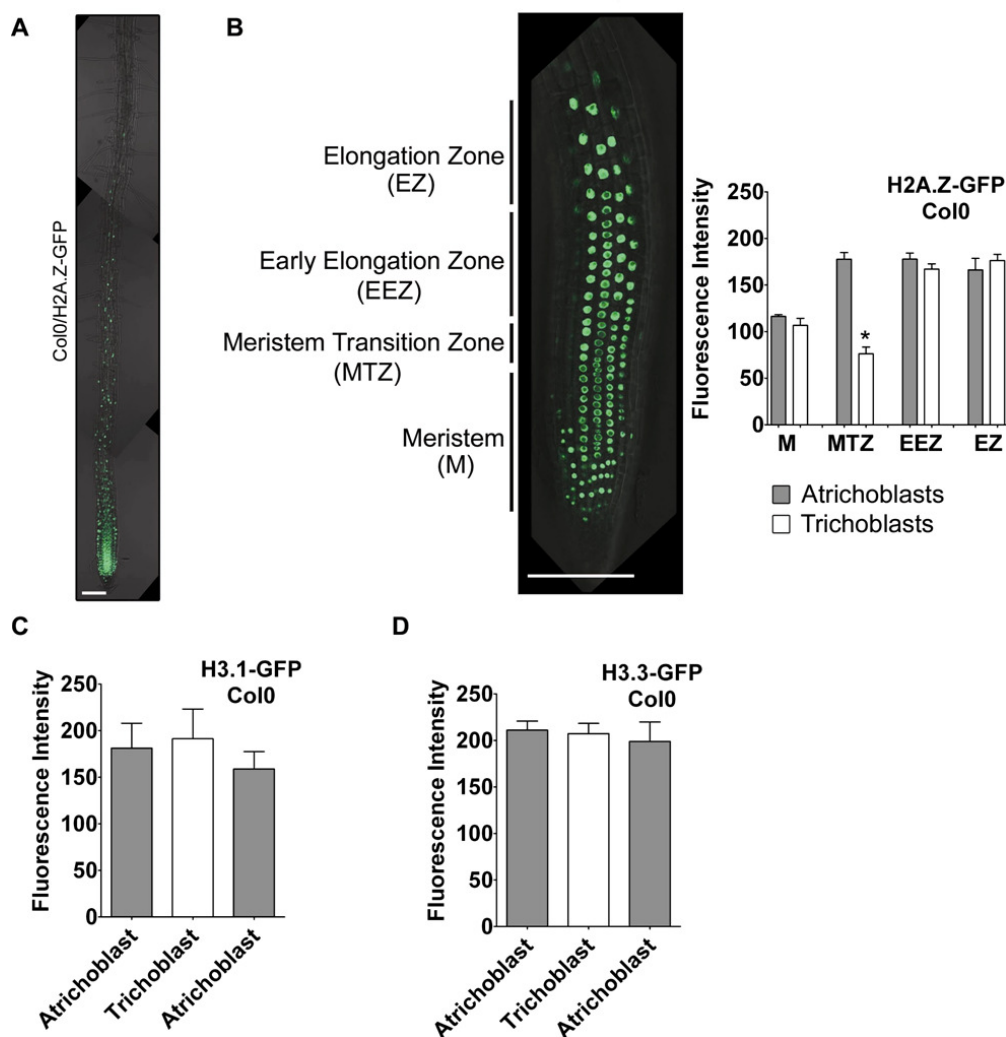 A
Col0/H2A.Z-GFP
B
Elongation Zone
(EZ)
Early Elongation Zone
(EEZ)
Meristem Transition Zone
(MTZ)
Meristem
(M)
H2A.Z-GFP
Col0
Fluorescence Intensity
250
200
150
100
50
0
*
M MTZ EEZ EZ
Atrichoblasts
Trichoblasts
C
H3.1-GFP
Col0
Fluorescence Intensity
250
200
150
100
50
0
Atrichoblast
Trichoblast
Atrichoblast
D
H3.3-GFP
Col0
Fluorescence Intensity
250
200
150
100
50
0
Atrichoblast
Trichoblast
Atrichoblast